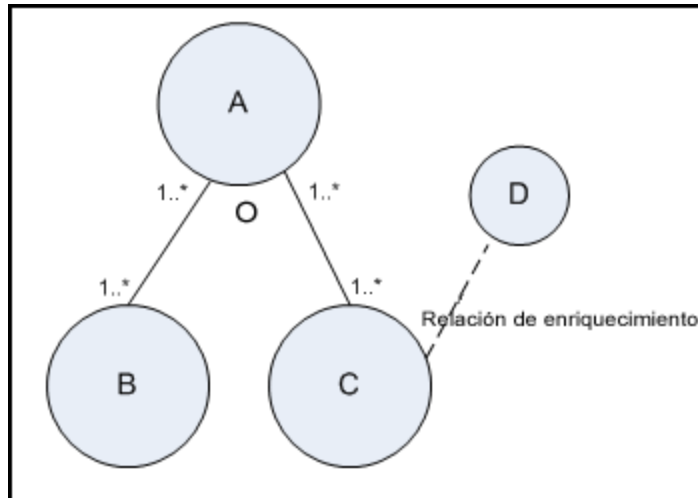 A
1..*
1..*
O
D
1..*
1..*
Relación de enriquecimiento
B
C